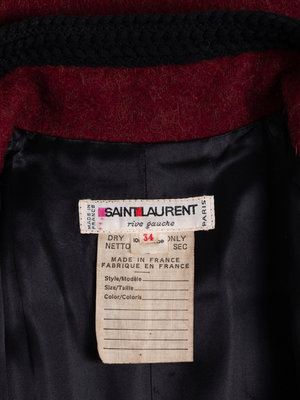 MADE IN
FRANCE
SAINT LAURENT
rive gauche
PARIS
DRY ONLY
34
NETTO SEC
MADE IN FRANCE
FABRIQUE EN FRANCE
Style/Modèle
Size/Taille
Color/Coloris